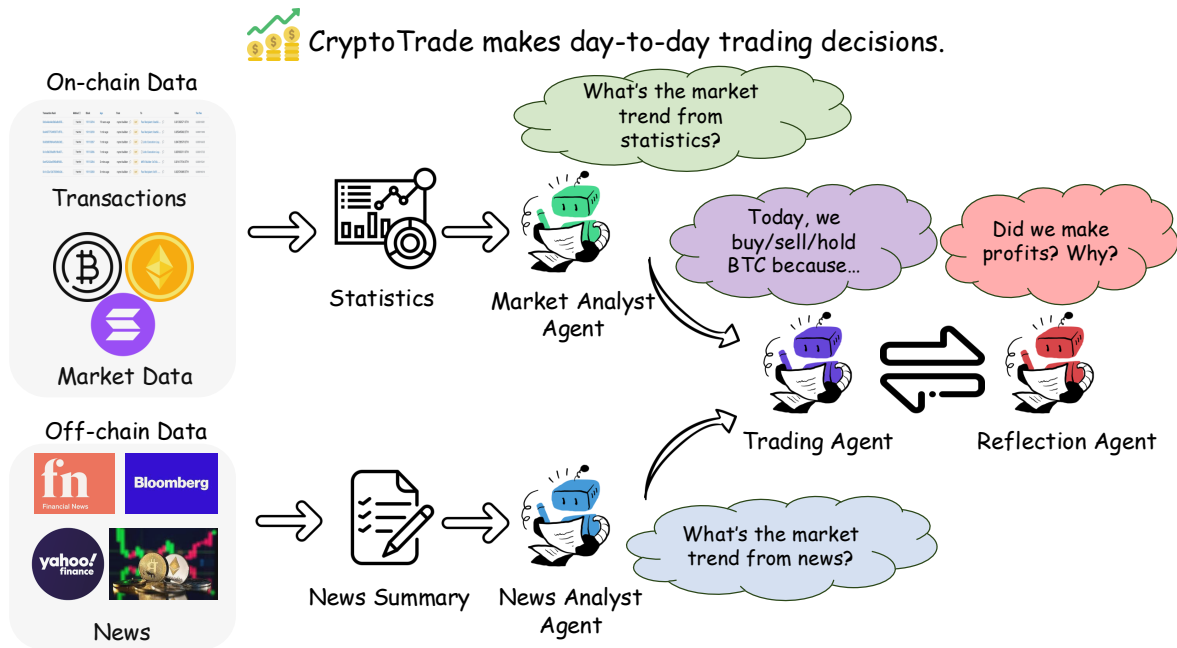 CryptoTrade makes day-to-day trading decisions.
On-chain Data
Transactions
Market Data
Statistics
What's the market
trend from
statistics?
Market Analyst
Agent
Today, we
buy/sell/hold
BTC because...
Did we make
profits? Why?
Trading Agent
Reflection Agent
Off-chain Data
fn
Financial News
Bloomberg
yahoo!
finance
News
News Summary
News Analyst
Agent
What's the market
trend from news?